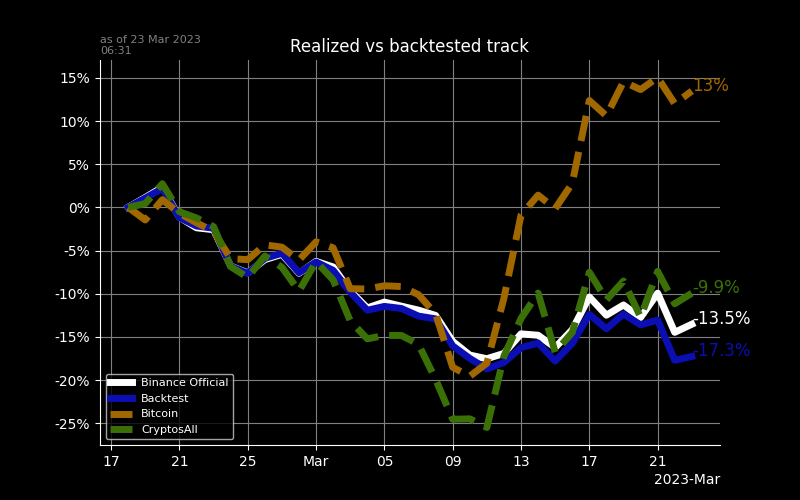 as of 23 Mar 2023
06:31
Realized vs backtested track
15%
10%
5%
0%
-5%
-10%
-15%
-20%
-25%
13%
-9.9%
-13.5%
-17.3%
Binance Official
Backtest
Bitcoin
CryptosAll
17 21 25 Mar 05 09 13 17 21
2023-Mar